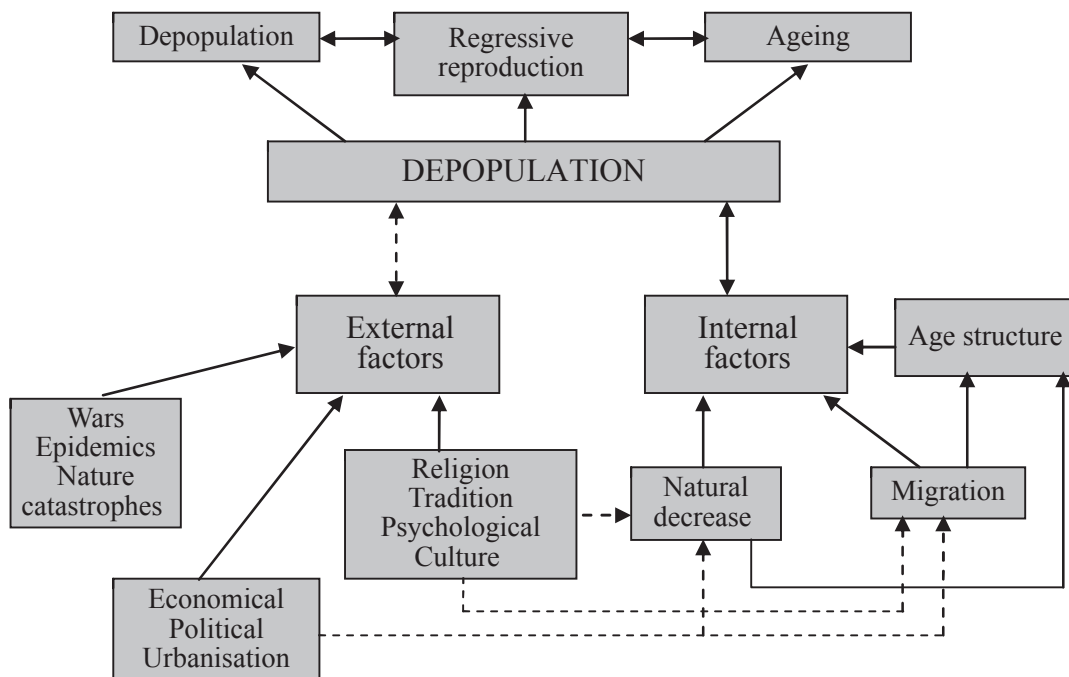 Depopulation
Regressive
reproduction
Ageing
DEPOPULATION
External
factors
Internal
factors
Age structure
Wars
Epidemics
Nature
catastrophes
Religion
Tradition
Psychological
Culture
Natural
decrease
Migration
Economical
Political
Urbanisation